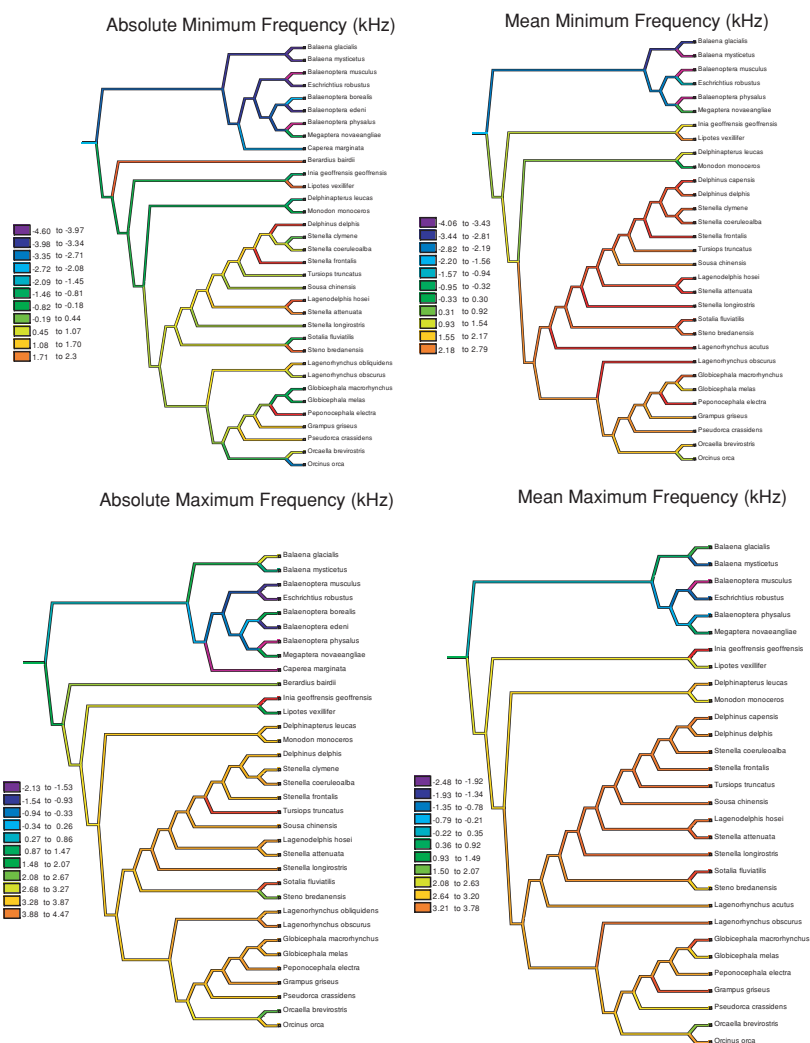 Absolute Minimum Frequency (kHz)
Balaena glacialis
Balaena mysticetus
Balaenoptera musculus
Eschrichtius robustus
Balaenoptera borealis
Balaenoptera edeni
Balaenoptera physalus
Megaptera novaeangliae
Caperea marginata
Berardius bairdii
Inia geoffrensis geoffrensis
Lipotes vexillifer
Delphinapterus leucas
Monodon monoceros
Delphinus delphis
Stenella clymene
Stenella coeruleoalba
Stenella frontalis
Tursiops truncatus
Sousa chinensis
Lagenodelphis hosei
Stenella attenuata
Stenella longirostris
Sotalia fluviatilis
Steno bredanensis
Lagenorhynchus obliquidens
Lagenorhynchus obscurus
Globicephala macrorhynchus
Globicephala melas
Peponocephala electra
Grampus griseus
Pseudorca crassidens
Orcaella brevirostris
Orcinus orca
-4.60 to -3.97
-3.98 to -3.34
-3.35 to -2.71
-2.72 to -2.08
-2.09 to -1.45
-1.46 to -0.81
-0.82 to -0.18
-0.19 to 0.44
0.45 to 1.07
1.08 to 1.70
1.71 to 2.3
Mean Minimum Frequency (kHz)
Balaena glacialis
Balaena mysticetus
Balaenoptera musculus
Eschrichtius robustus
Balaenoptera physalus
Megaptera novaeangliae
Inia geoffrensis geoffrensis
Lipotes vexillifer
Delphinapterus leucas
Monodon monoceros
Delphinus capensis
Delphinus delphis
Stenella clymene
Stenella coeruleoalba
Stenella frontalis
Tursiops truncatus
Sousa chinensis
Lagenodelphis hosei
Stenella attenuata
Stenella longirostris
Sotalia fluviatilis
Steno bredanensis
Lagenorhynchus acutus
Lagenorhynchus obscurus
Globicephala macrorhynchus
Globicephala melas
Peponocephala electra
Grampus griseus
Pseudorca crassidens
Orcaella brevirostris
Orcinus orca
-4.06 to -3.43
-3.44 to -2.81
-2.82 to -2.19
-2.20 to -1.56
-1.57 to -0.94
-0.95 to -0.32
-0.33 to 0.30
0.31 to 0.92
0.93 to 1.54
1.55 to 2.17
2.18 to 2.79
Absolute Maximum Frequency (kHz)
Balaena glacialis
Balaena mysticetus
Balaenoptera musculus
Eschrichtius robustus
Balaenoptera borealis
Balaenoptera edeni
Balaenoptera physalus
Megaptera novaeangliae
Caperea marginata
Berardius bairdii
Inia geoffrensis geoffrensis
Lipotes vexillifer
Delphinapterus leucas
Monodon monoceros
Delphinus delphis
Stenella clymene
Stenella coeruleoalba
Stenella frontalis
Tursiops truncatus
Sousa chinensis
Lagenodelphis hosei
Stenella attenuata
Stenella longirostris
Sotalia fluviatilis
Steno bredanensis
Lagenorhynchus obliquidens
Lagenorhynchus obscurus
Globicephala macrorhynchus
Globicephala melas
Peponocephala electra
Grampus griseus
Pseudorca crassidens
Orcaella brevirostris
Orcinus orca
-2.13 to -1.53
-1.54 to -0.93
-0.94 to -0.33
-0.34 to 0.26
0.27 to 0.86
0.87 to 1.47
1.48 to 2.07
2.08 to 2.67
2.68 to 3.27
3.28 to 3.87
3.88 to 4.47
Mean Maximum Frequency (kHz)
Balaena glacialis
Balaena mysticetus
Balaenoptera musculus
Eschrichtius robustus
Balaenoptera physalus
Megaptera novaeangliae
Inia geoffrensis geoffrensis
Lipotes vexillifer
Delphinapterus leucas
Monodon monoceros
Delphinus capensis
Delphinus delphis
Stenella coeruleoalba
Stenella frontalis
Tursiops truncatus
Sousa chinensis
Lagenodelphis hosei
Stenella attenuata
Stenella longirostris
Sotalia fluviatilis
Steno bredanensis
Lagenorhynchus acutus
Lagenorhynchus obscurus
Globicephala macrorhynchus
Globicephala melas
Peponocephala electra
Grampus griseus
Pseudorca crassidens
Orcaella brevirostris
Orcinus orca
-2.48 to -1.92
-1.93 to -1.34
-1.35 to -0.78
-0.79 to -0.21
-0.22 to 0.35
0.36 to 0.92
0.93 to 1.49
1.50 to 2.07
2.08 to 2.63
2.64 to 3.20
3.21 to 3.78